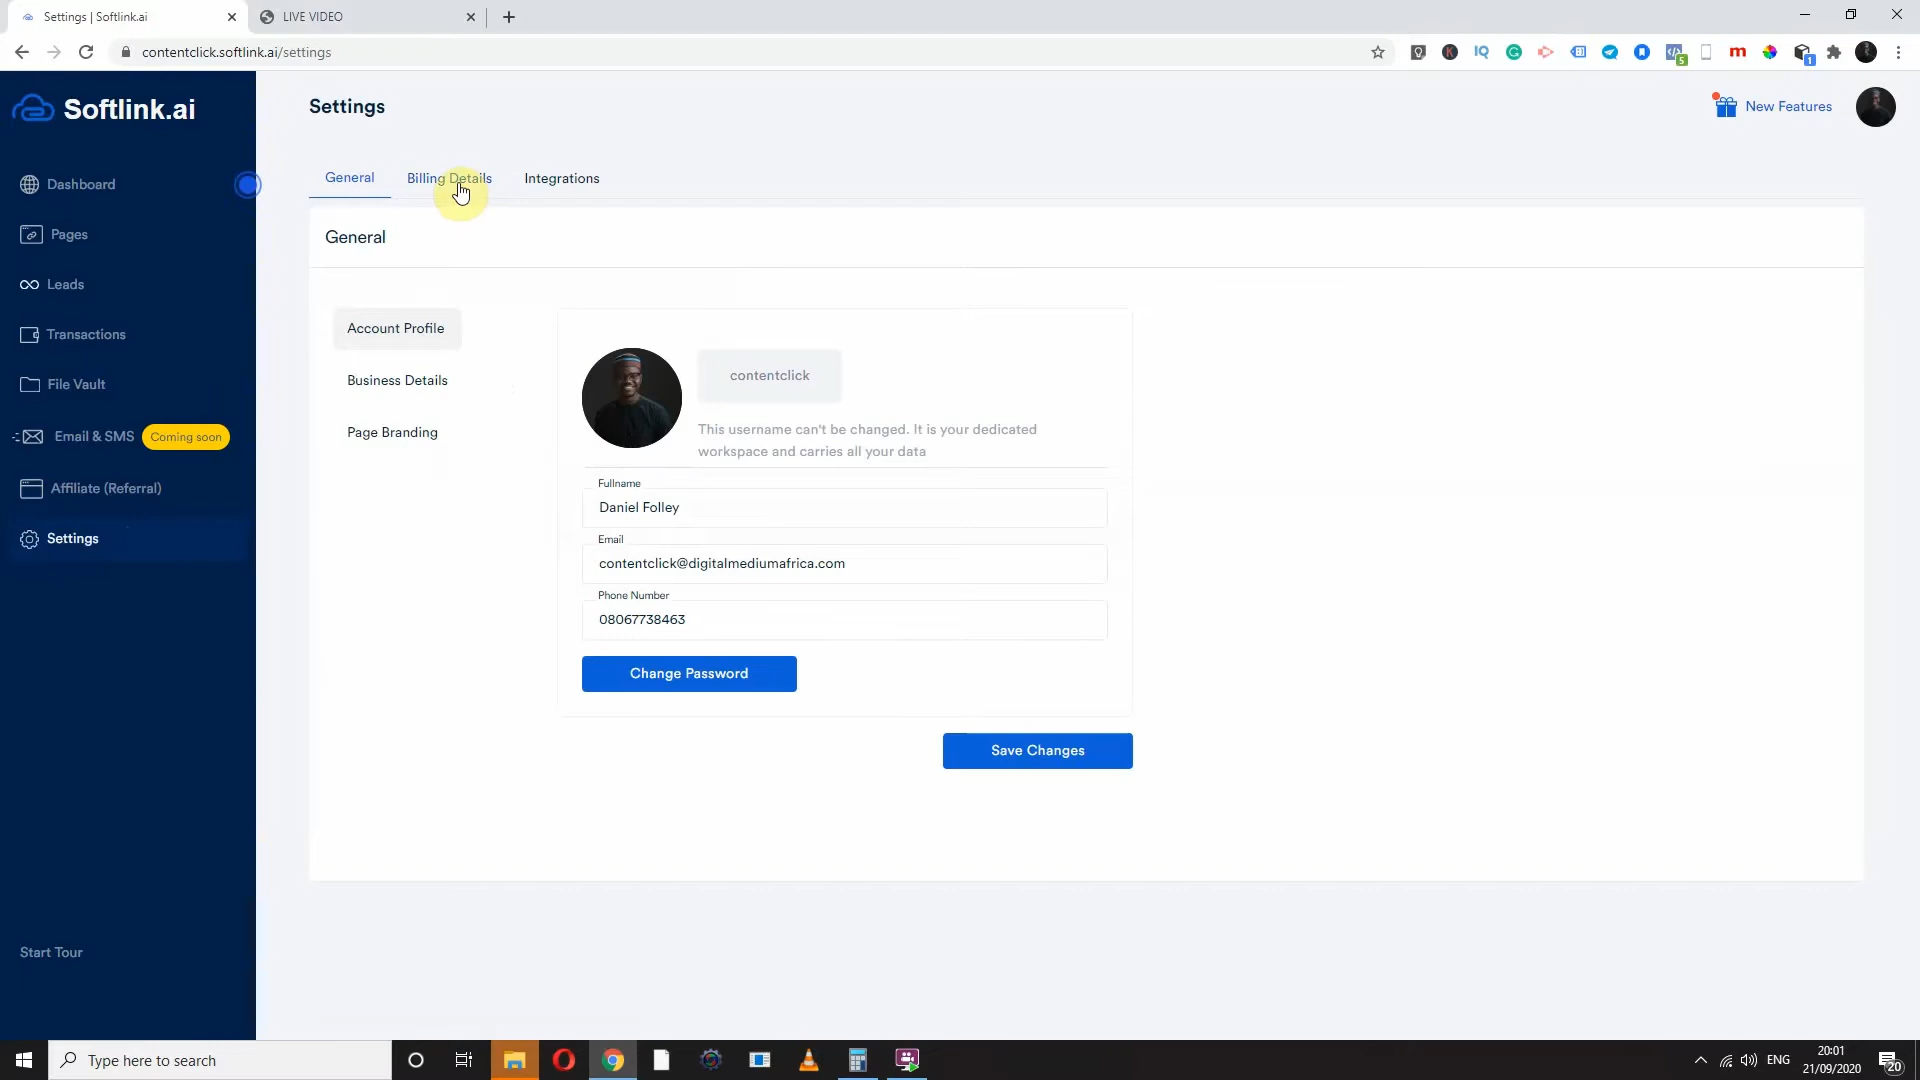 Settings | Softlink.ai
LIVE VIDEO
contentclick.softlink.ai/settings
IQ
5
m
1
Softlink.ai
Settings
New Features
Dashboard
Pages
Leads
Transactions
File Vault
Email & SMS
Coming soon
Affiliate (Referral)
Settings
Start Tour
General
Billing Details
Integrations
General
Account Profile
Business Details
Page Branding
contentclick
This username can't be changed. It is your dedicated
workspace and carries all your data
Fullname
Daniel Folley
Email
contentclick@digitalmediumafrica.com
Phone Number
08067738463
Change Password
Save Changes
Type here to search
ENG
20:01
21/09/2020
20